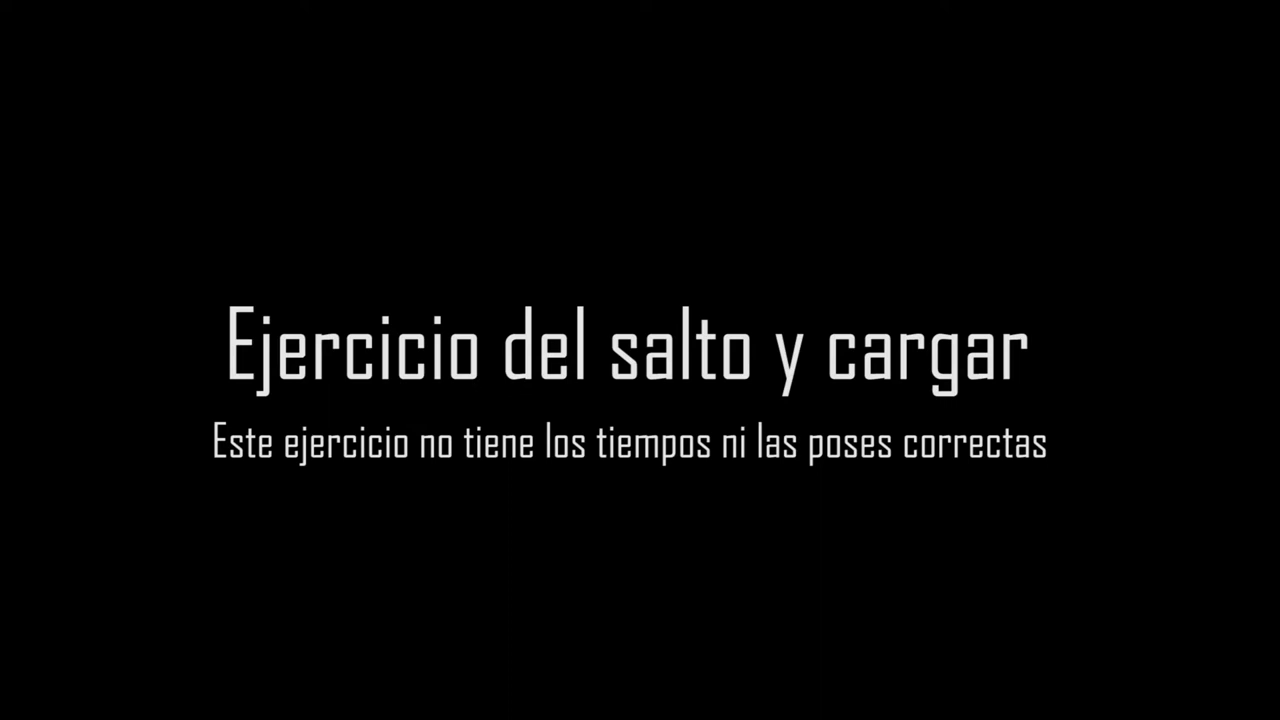 Ejercicio del salto y cargar
Este ejercicio no tiene los tiempos ni las poses correctas